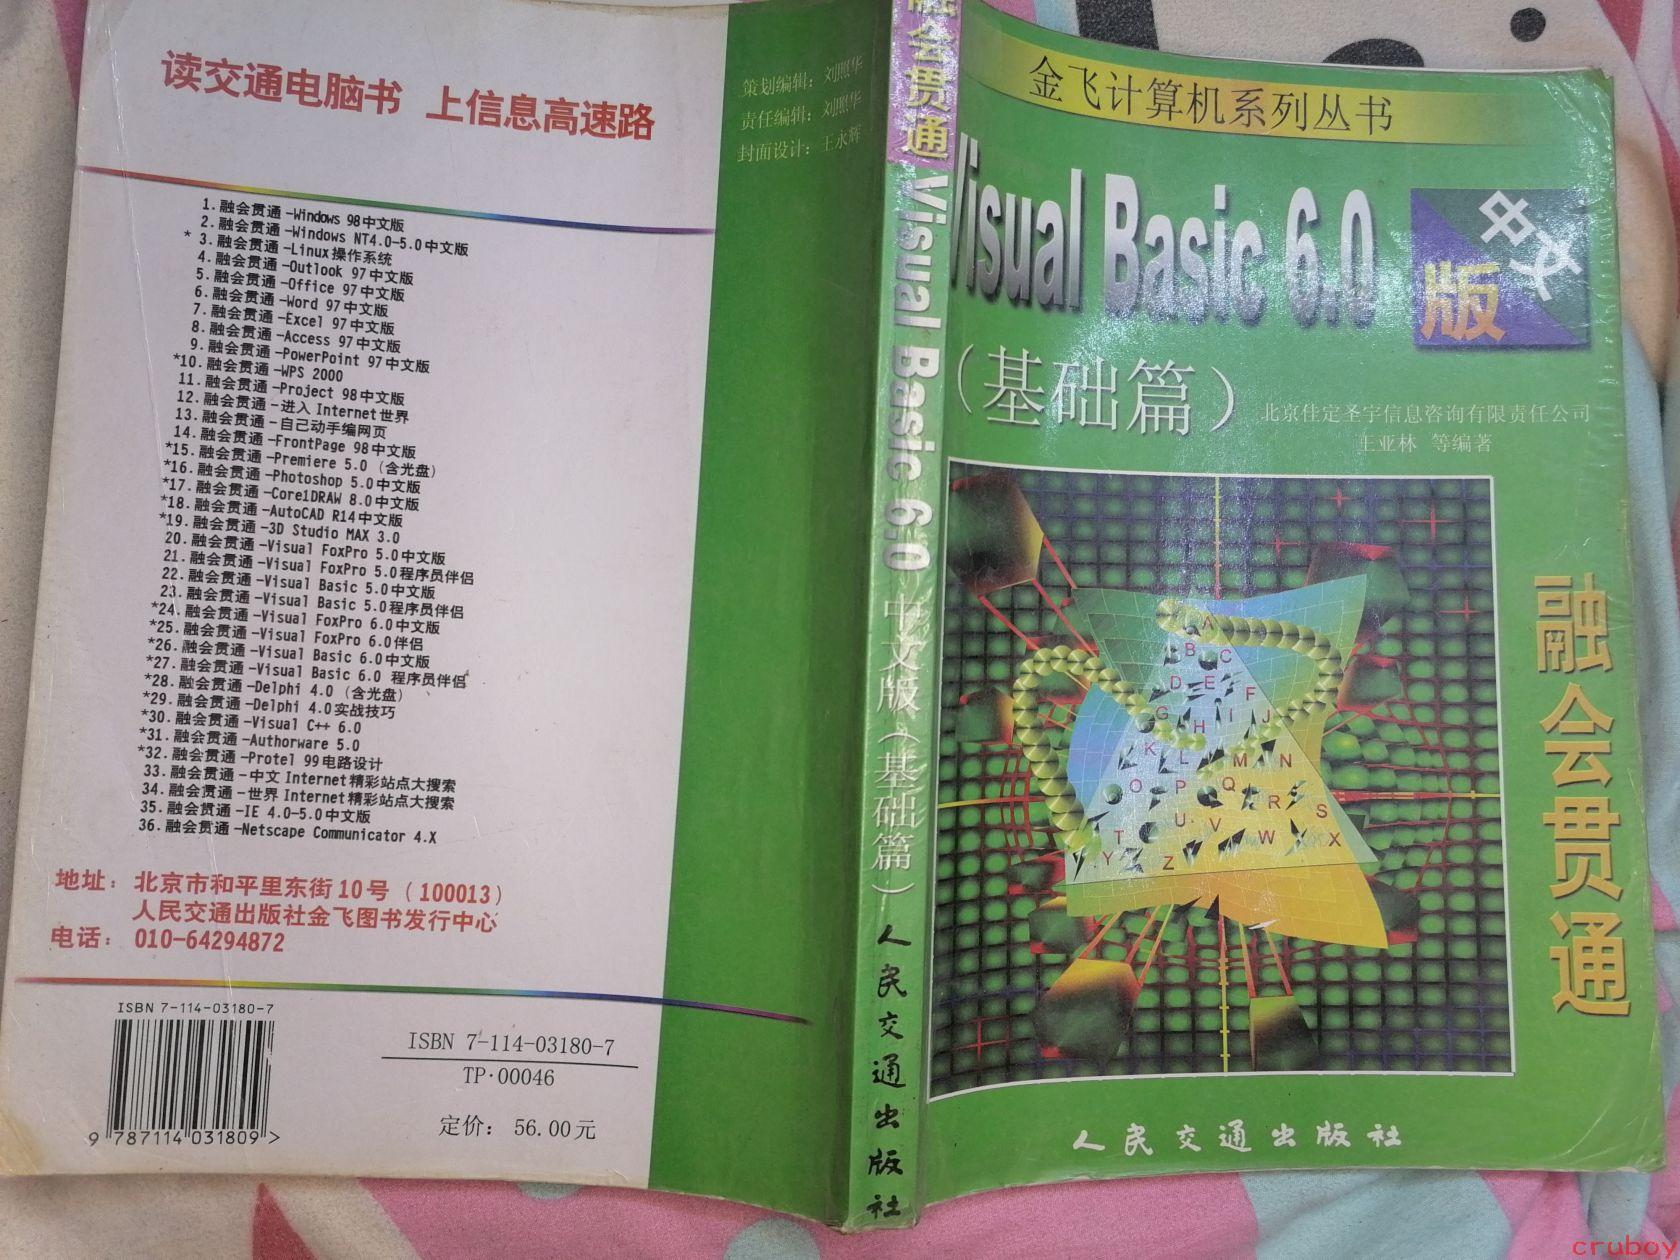 读交通电脑书 上信息高速路
1.融会贯通-Windows 98中文版
2.融会贯通-Windows NT4.0-5.0中文版
* 3.融会贯通-Linux操作系统
4.融会贯通-Outlook 97中文版
5.融会贯通-Office 97中文版
6.融会贯通-Word 97中文版
7.融会贯通-Excel 97中文版
8.融会贯通-Access 97中文版
9.融会贯通-PowerPoint 97中文版
*10.融会贯通-WPS 2000
11.融会贯通-Project 98中文版
12.融会贯通-进入 Internet世界
13.融会贯通-自己动手编网页
14.融会贯通-FrontPage 98中文版
*15.融会贯通-Premiere 5.0 (含光盘)
*16.融会贯通-Photoshop 5.0中文版
*17.融会贯通-CorelDRAW 8.0中文版
*18.融会贯通-AutoCAD R14中文版
*19.融会贯通-3D Studio MAX 3.0
20.融会贯通-Visual FoxPro 5.0中文版
21.融会贯通-Visual FoxPro 5.0程序员伴侣
22.融会贯通-Visual Basic 5.0中文版
23.融会贯通-Visual Basic 5.0程序员伴侣
*24.融会贯通-Visual FoxPro 6.0中文版
*25.融会贯通-Visual FoxPro 6.0伴侣
*26.融会贯通-Visual Basic 6.0中文版
*27.融会贯通-Visual Basic 6.0 程序员伴侣
*28.融会贯通-Delphi 4.0 (含光盘)
*29.融会贯通-Delphi 4.0实战技巧
*30.融会贯通-Visual C++ 6.0
*31.融会贯通-Authorware 5.0
*32.融会贯通-Protel 99电路设计
33.融会贯通-中文 Internet精彩站点大搜索
34.融会贯通-世界 Internet精彩站点大搜索
35.融会贯通-IE 4.0-5.0中文版
36.融会贯通-Netscape Communicator 4.X
地址：北京市和平里东街10号（100013）
人民交通出版社金飞图书发行中心
电话：010-64294872
ISBN 7-114-03180-7
9 787114 031809 >
ISBN 7-114-03180-7
TP·00046
定价：56.00元
策划编辑：刘照华
责任编辑：刘照华
封面设计：王永辉
融会贯通 Visual Basic 6.0 中文版（基础篇）人民交通出版社
金飞计算机系列丛书
Visual Basic 6.0
中文版
（基础篇）
北京佳定圣宇信息咨询有限责任公司
王亚林 等编著
A
B C
D E F
G H I J
K L M N
O P Q R S
T U V W X
Y Z
融会贯通
人民交通出版社
cruboy